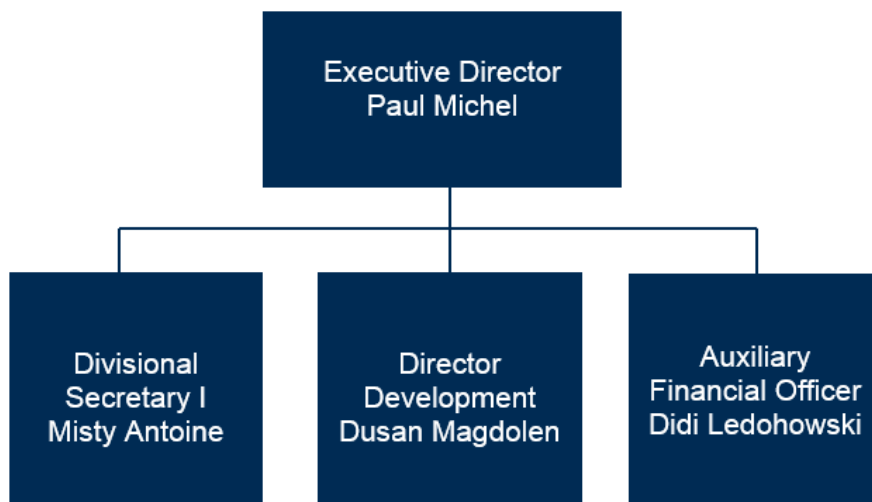 Executive Director
Paul Michel
Divisional
Secretary I
Misty Antoine
Director
Development
Dusan Magdolen
Auxiliary
Financial Officer
Didi Ledohowski